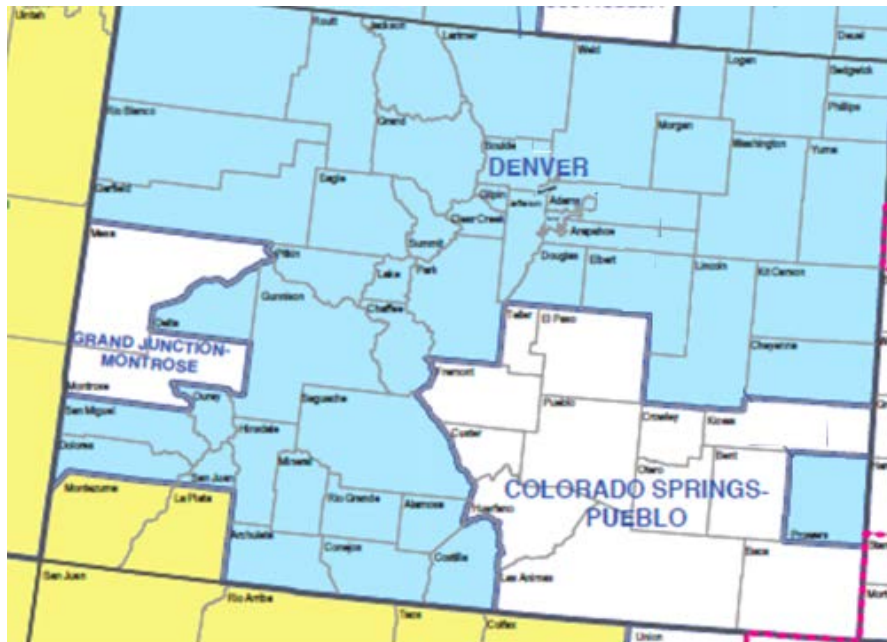 Uintah
Routt
Jackson
Larimer
Weld
Logan
Deuel
Sedgwick
Phillips
Rio Blanco
Grand
Boulde
Morgan
Washington
Yuma
DENVER
Garfield
Eagle
Gilpin
Clear Creek
Adams
Arapahoe
Summit
Mesa
Pitkin
Lake
Park
Douglas
Elbert
Lincoln
Kit Carson
Gunnison
Chaffee
Delta
Teller
El Paso
Cheyenne
GRAND JUNCTION-
MONTROSE
Fremont
Montrose
Ouray
Saguache
Pueblo
Crowley
Kiowa
San Miguel
Hinsdale
Custer
Dolores
Mineral
Otero
Bent
San Juan
COLORADO SPRINGS-
PUEBLO
Montezuma
La Plata
Rio Grande
Alamosa
Huerfano
Prowers
Archuleta
Conejos
Costilla
Baca
Las Animas
San Juan
Rio Arriba
Taos
Colfax
Union